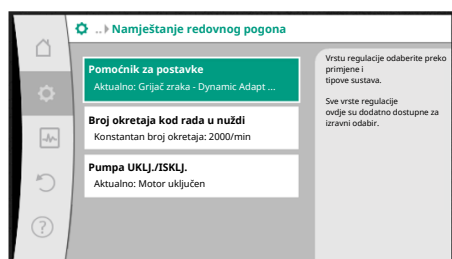 ..▶Namještanje redovnog pogona
Pomoćnik za postavke
Aktualno: Grijač zraka - Dynamic Adapt ...
Broj okretaja kod rada u nuždi
Konstantan broj okretaja: 2000/min
Pumpa UKLJ./ISKLJ.
Aktualno: Motor uključen
Vrstu regulacije odaberite preko
primjene i
tipove sustava.
Sve vrste regulacije
ovdje su dodatno dostupne za
izravni odabir.